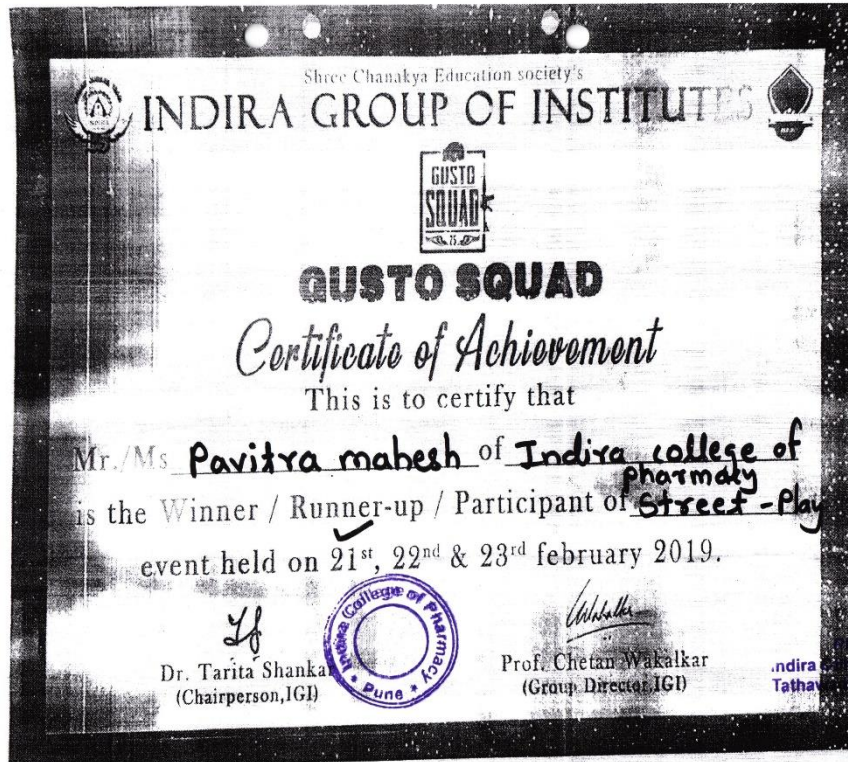 Shree Chanakya Education society's
INDIRA GROUP OF INSTITUTES
25
GUSTO
SQUAD
25
GUSTO SQUAD
Certificate of Achievement
This is to certify that
Mr./Ms Pavitra mahesh of Indira college of
pharmacy
is the Winner / Runner-up / Participant of Street-Play
event held on 21st, 22nd & 23rd february 2019.
Indira College of Pharmacy
* Pune *
Dr. Tarita Shankar
(Chairperson,IGI)
Prof. Chetan Wakalkar
(Group Director,IGI)